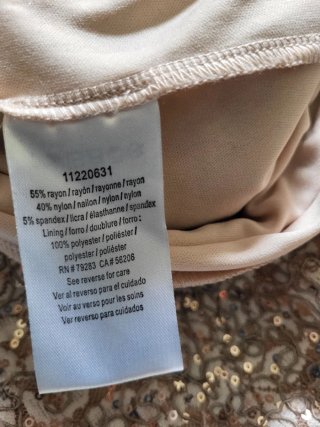 11220631
55% rayon / rayón / rayonne / rayon
40% nylon / nailon / nylon / nylon
5% spandex / licra / élasthanne / spandex
Lining / forro / doublure / forro :
100% polyester / poliéster /
polyester / poliéster
RN # 79283 CA # 56206
See reverse for care
Ver al reverso para el cuidado
Voir au verso pour les soins
Ver reverso para cuidados